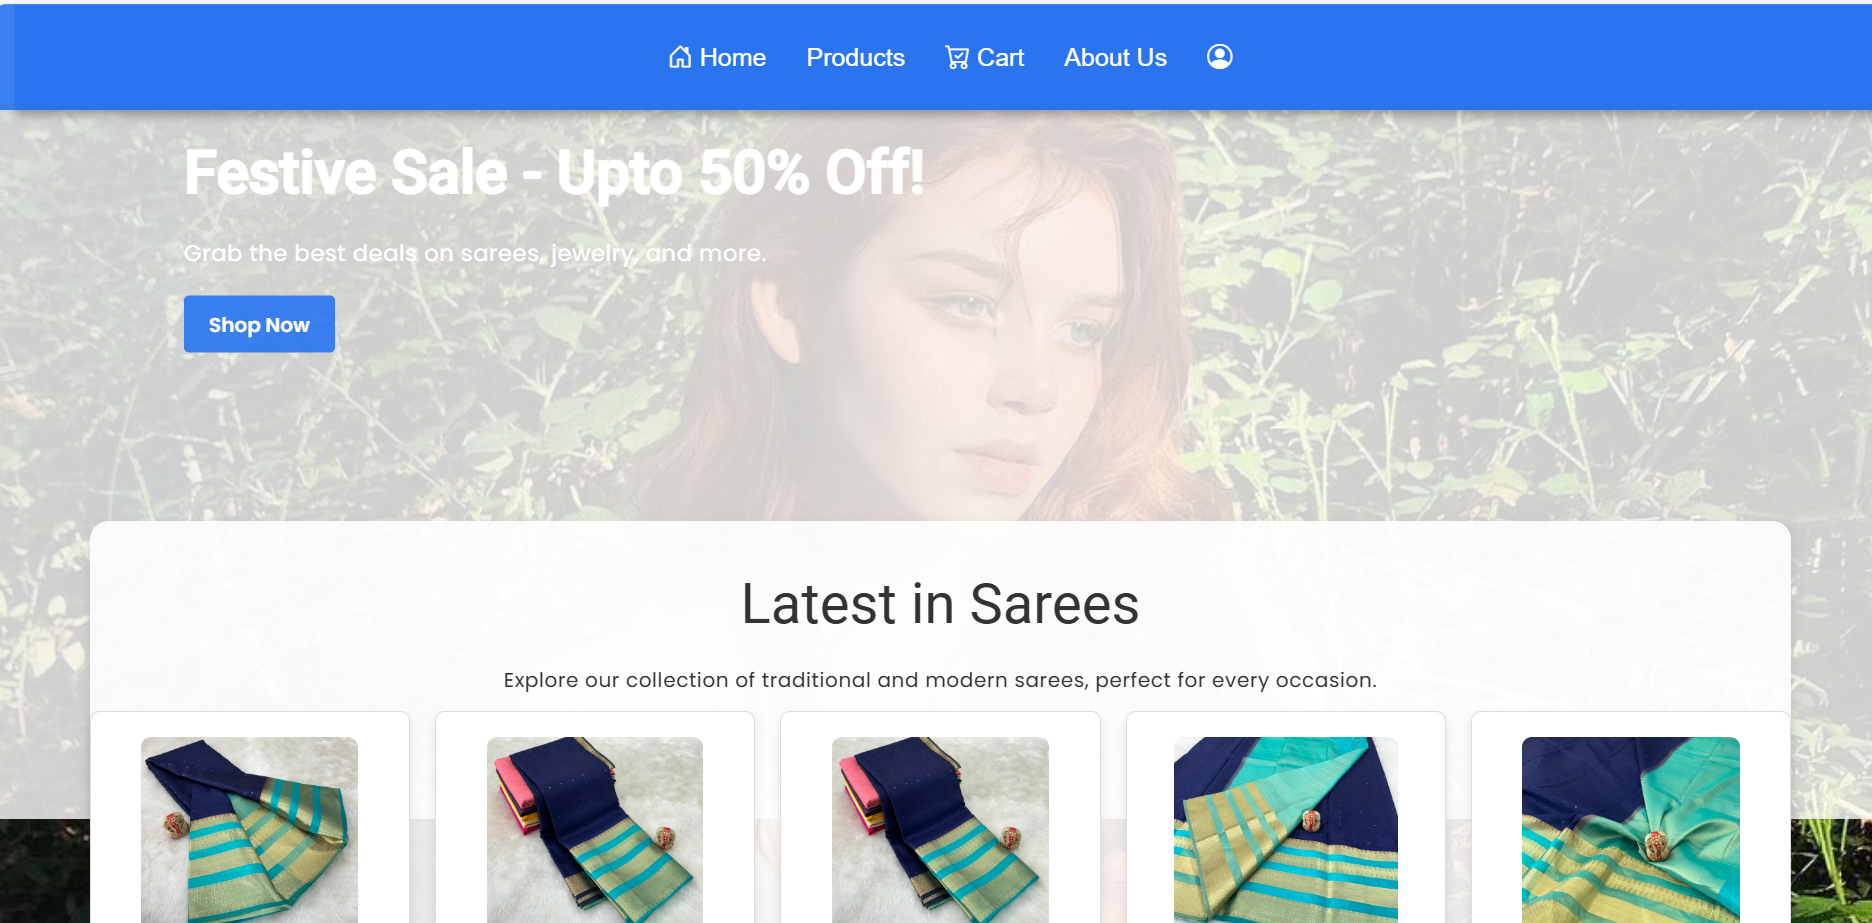 Home Products Cart About Us
Festive Sale - Upto 50% Off!
Grab the best deals on sarees, jewelry, and more.
Shop Now
Latest in Sarees
Explore our collection of traditional and modern sarees, perfect for every occasion.